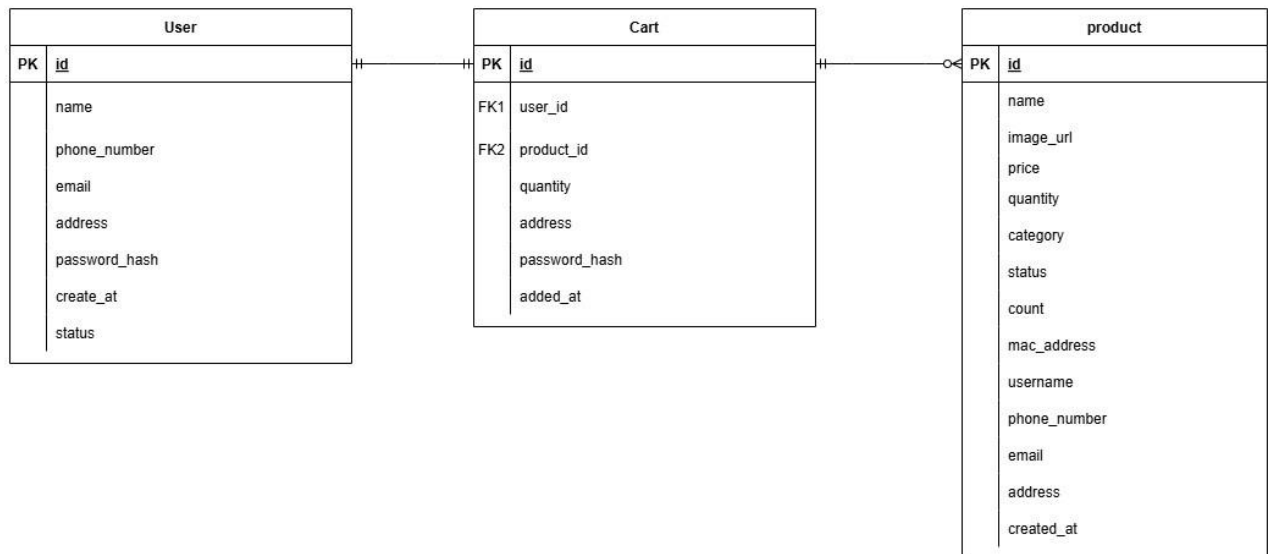 User
PK id
name
phone_number
email
address
password_hash
create_at
status
Cart
PK id
FK1 user_id
FK2 product_id
quantity
address
password_hash
added_at
product
PK id
name
image_url
price
quantity
category
status
count
mac_address
username
phone_number
email
address
created_at